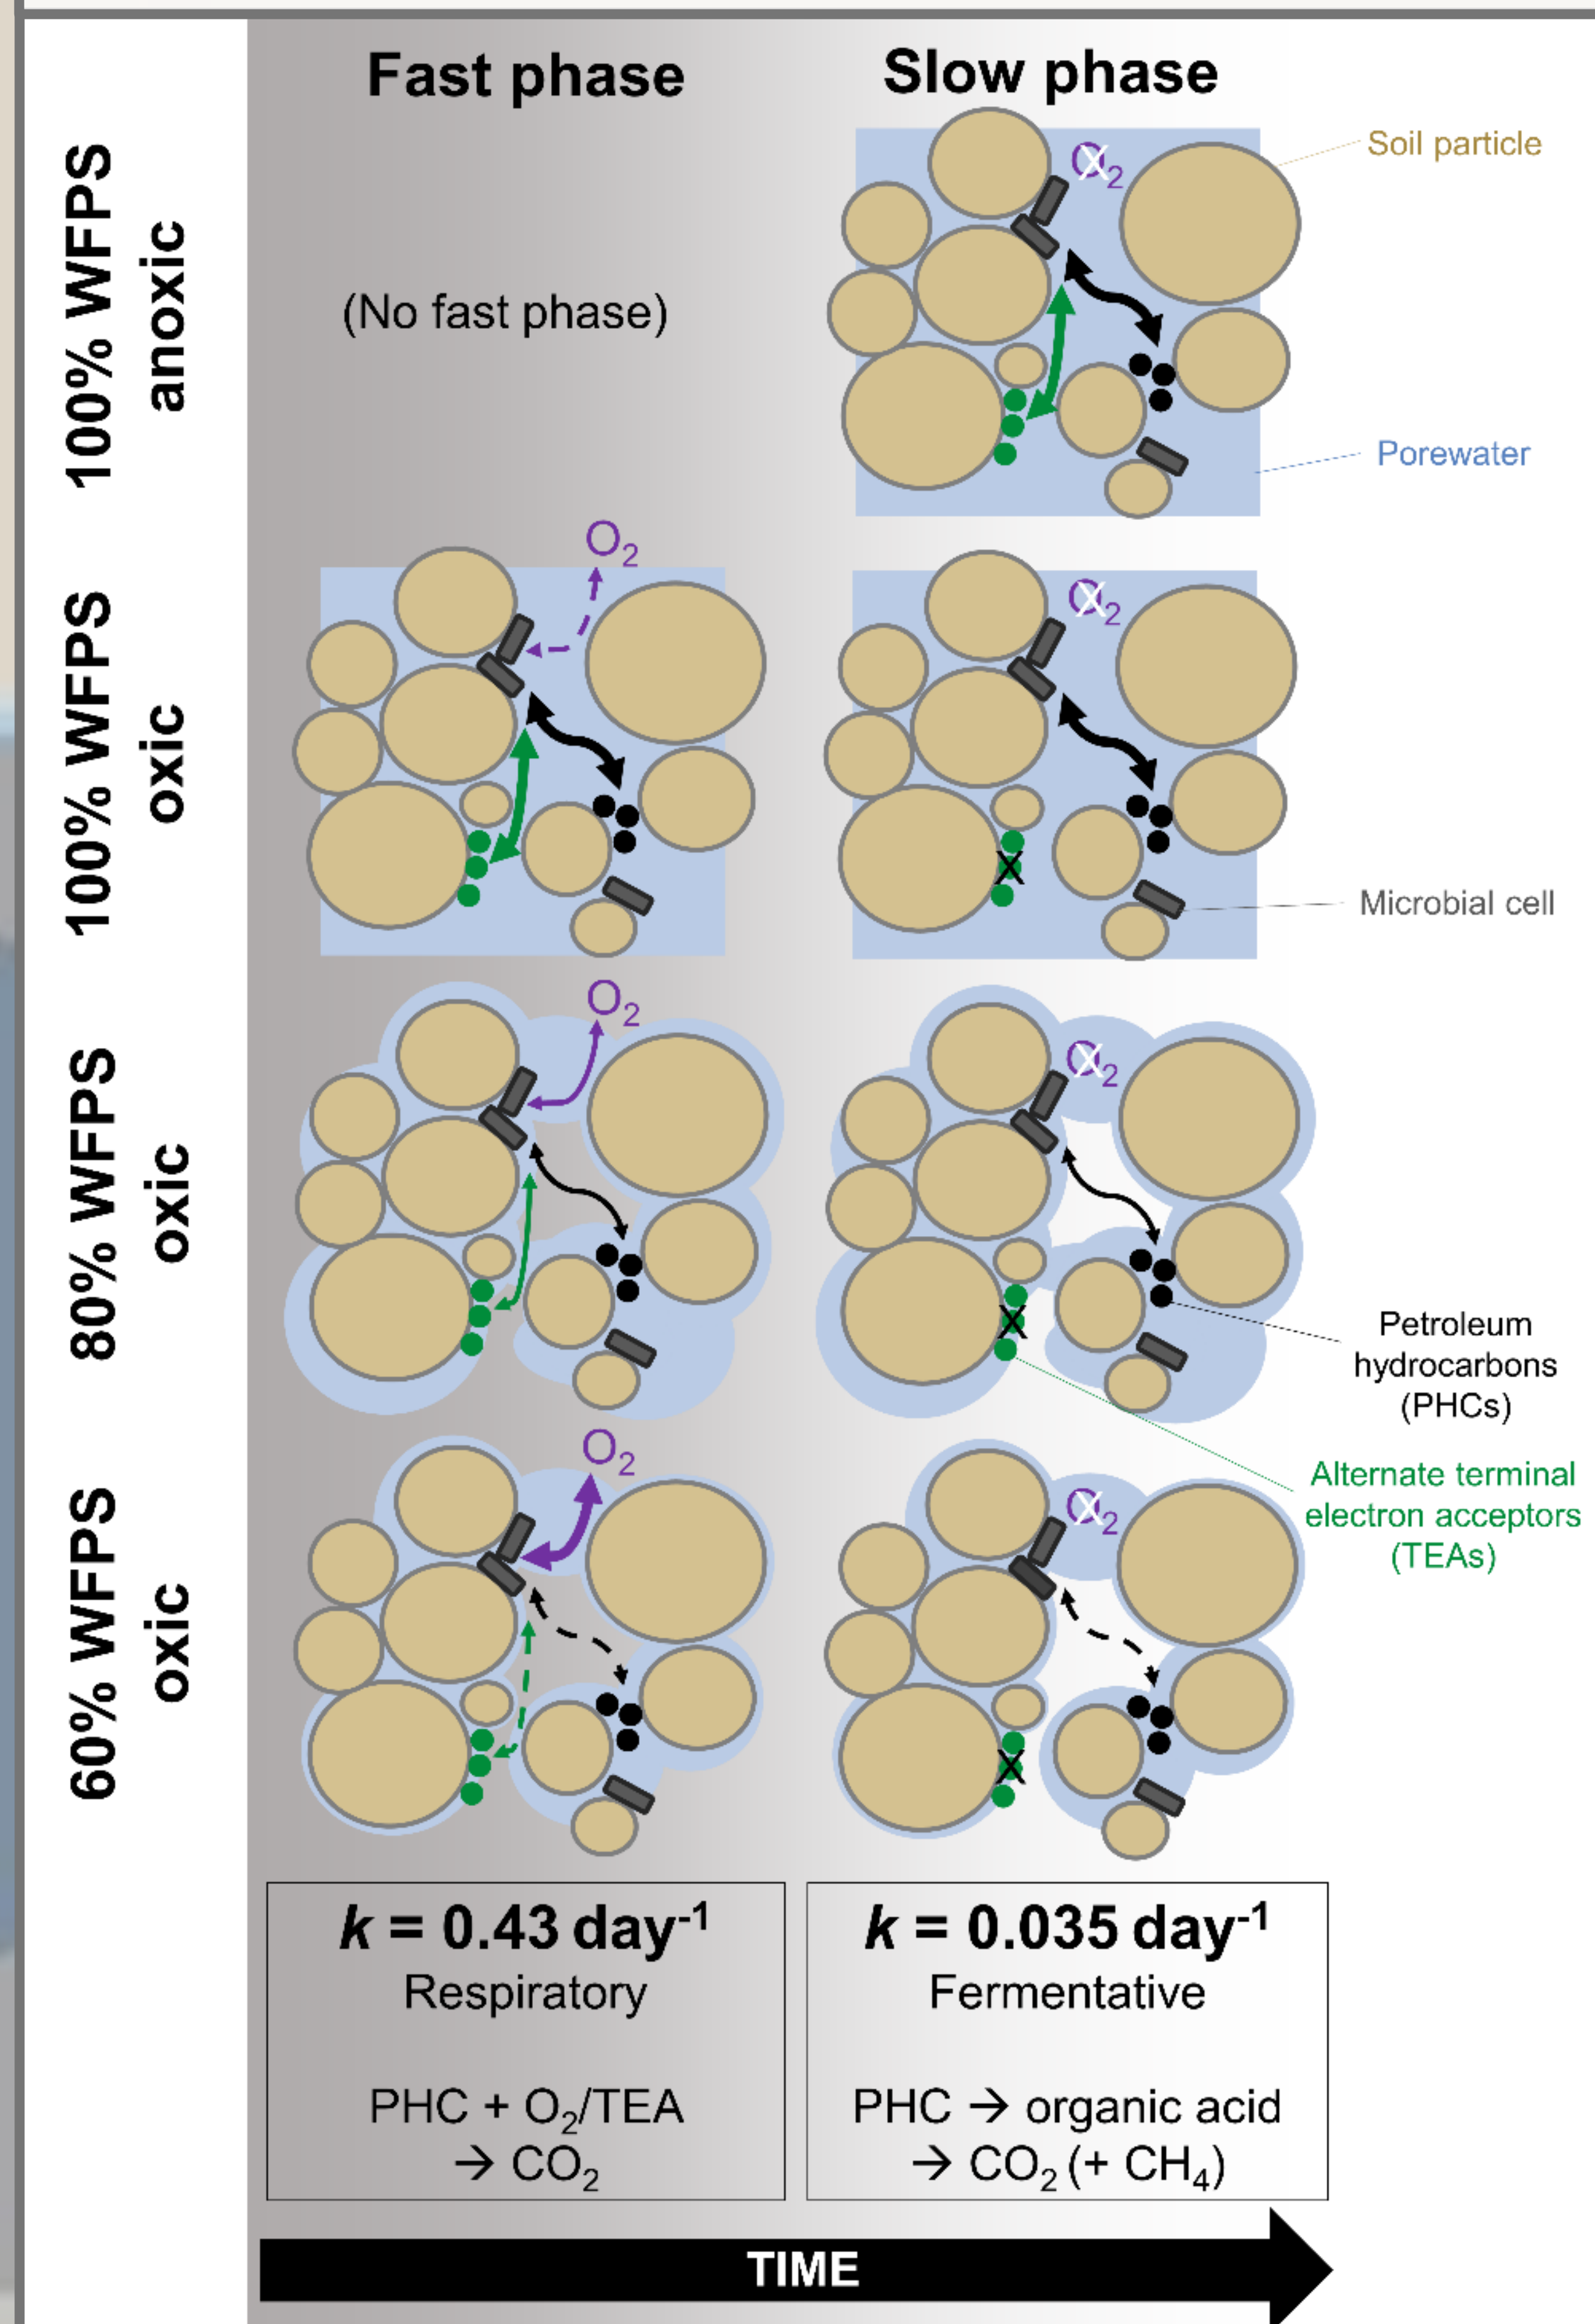 Fast phase
Slow phase
100% WFPS
anoxic
(No fast phase)
O₂
X
Soil particle
Porewater
100% WFPS
oxic
O₂
O₂
X
X
Microbial cell
80% WFPS
oxic
O₂
O₂
X
X
Petroleum
hydrocarbons
(PHCs)
Alternate terminal
electron acceptors
(TEAs)
60% WFPS
oxic
O₂
O₂
X
X
k = 0.43 day⁻¹
Respiratory
PHC + O₂/TEA
→ CO₂
k = 0.035 day⁻¹
Fermentative
PHC → organic acid
→ CO₂ (+ CH₄)
TIME